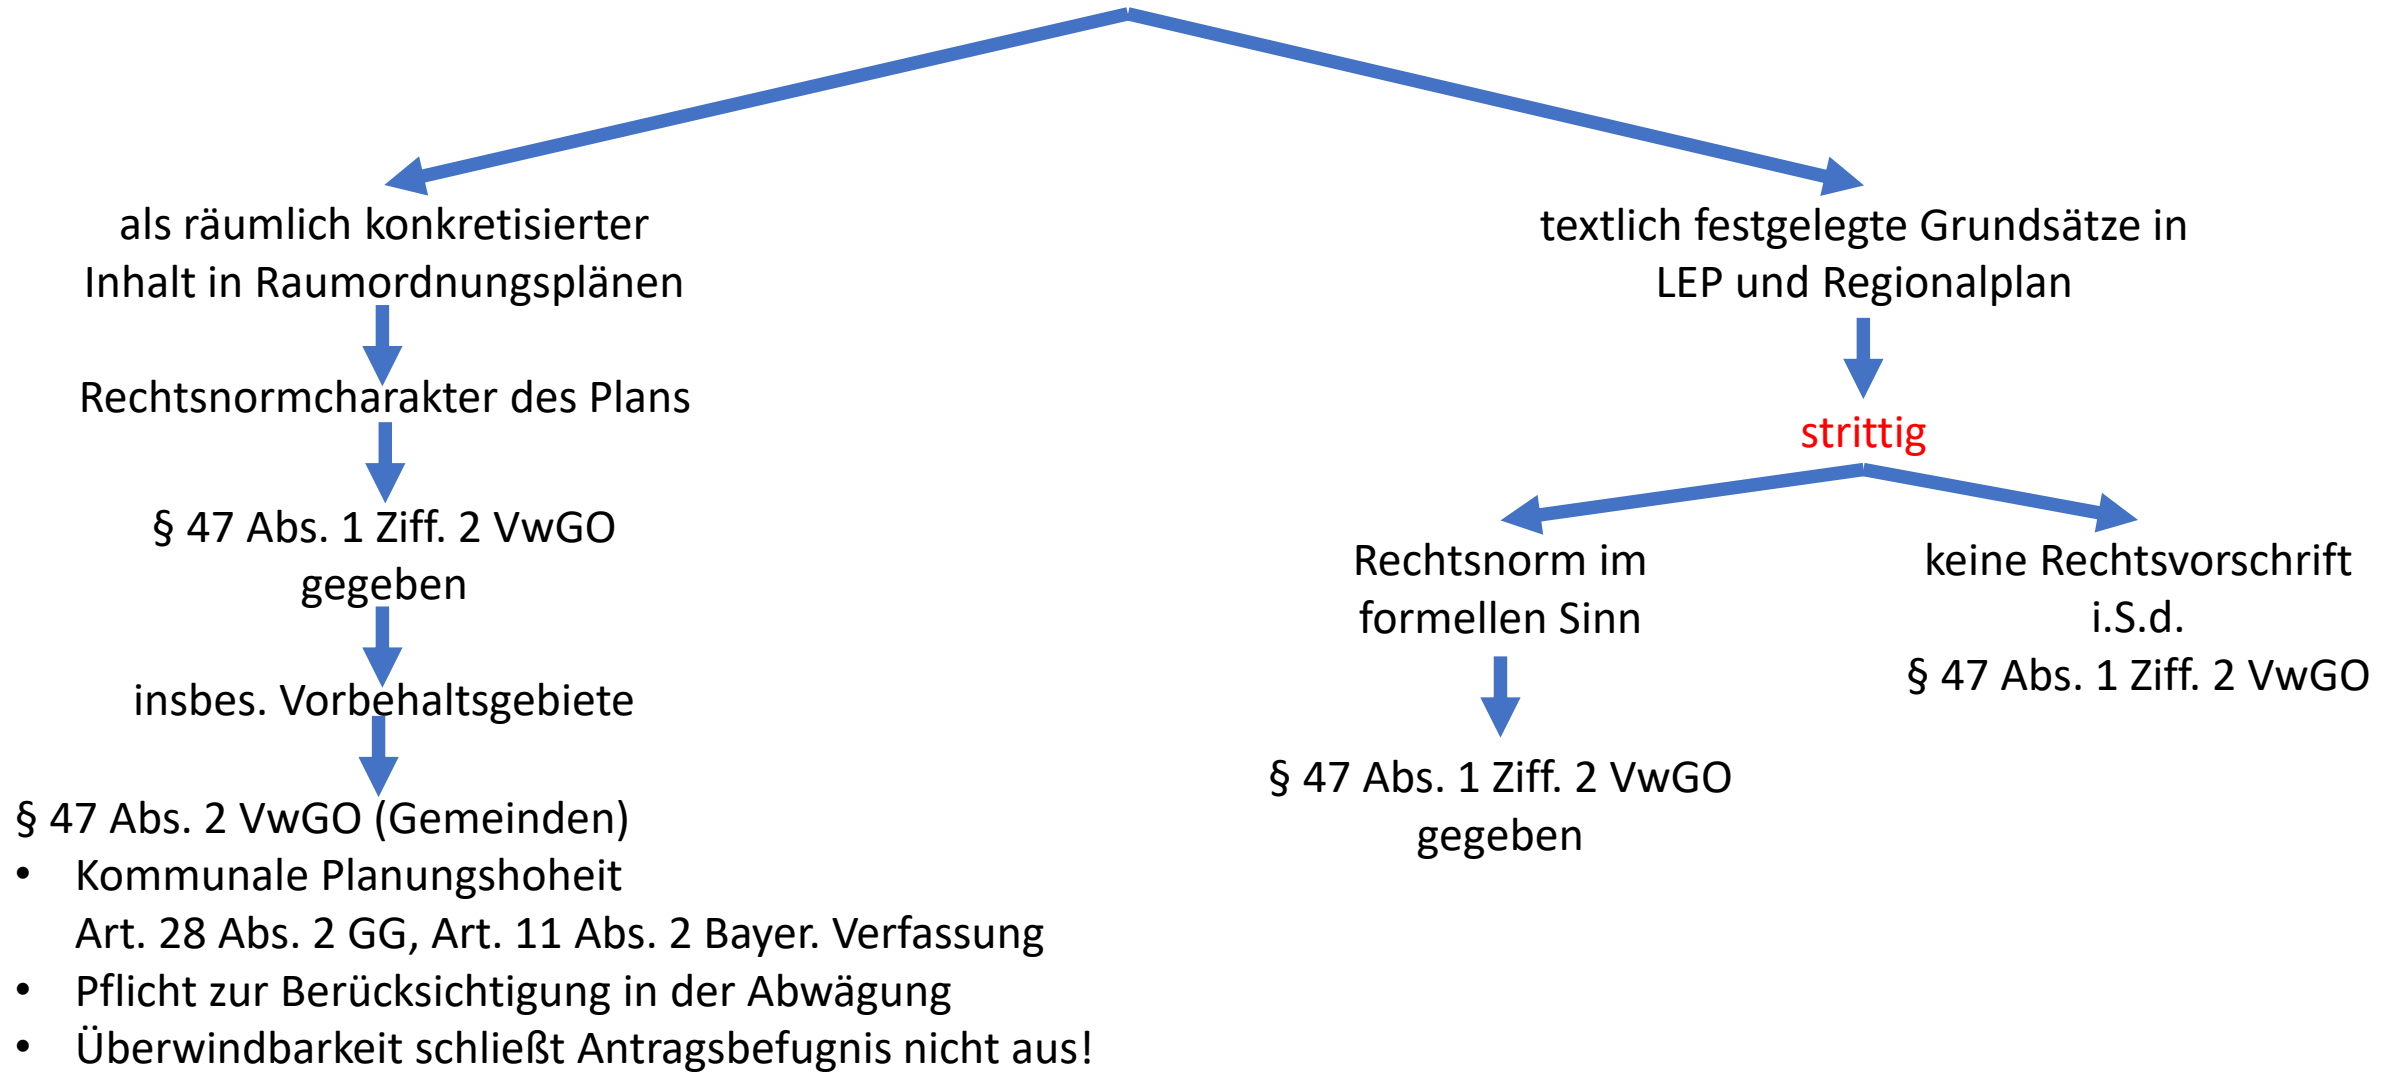 als räumlich konkretisierter
Inhalt in Raumordnungsplänen
Rechtsnormcharakter des Plans
§ 47 Abs. 1 Ziff. 2 VwGO
gegeben
insbes. Vorbehaltsgebiete
§ 47 Abs. 2 VwGO (Gemeinden)
• Kommunale Planungshoheit
Art. 28 Abs. 2 GG, Art. 11 Abs. 2 Bayer. Verfassung
• Pflicht zur Berücksichtigung in der Abwägung
• Überwindbarkeit schließt Antragsbefugnis nicht aus!
textlich festgelegte Grundsätze in
LEP und Regionalplan
strittig
Rechtsnorm im
formellen Sinn
§ 47 Abs. 1 Ziff. 2 VwGO
gegeben
keine Rechtsvorschrift
i.S.d.
§ 47 Abs. 1 Ziff. 2 VwGO